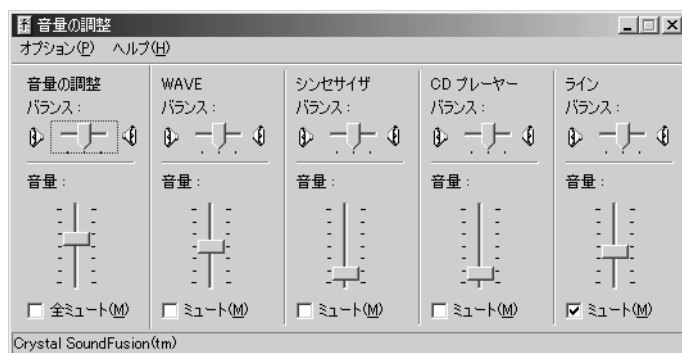 音量の調整
オプション(P) ヘルプ(H)
音量の調整
バランス:
音量:
全ミュート(M)
WAVE
バランス:
音量:
ミュート(M)
シンセサイザ
バランス:
音量:
ミュート(M)
CD プレーヤー
バランス:
音量:
ミュート(M)
ライン
バランス:
音量:
ミュート(M)
Crystal SoundFusion(tm)